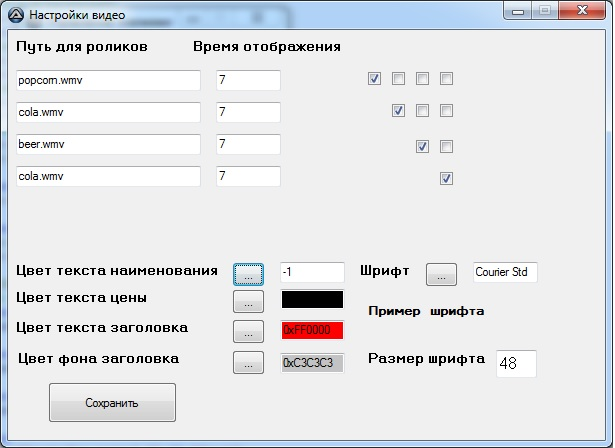 Настройки видео
Путь для роликов Время отображения
popcorn.wmv 7
cola.wmv 7
beer.wmv 7
cola.wmv 7
Цвет текста наименования ... -1 Шрифт ... Courier Std
Цвет текста цены ...
Пример шрифта
Цвет текста заголовка ... 0xFF0000
Цвет фона заголовка ... 0xC3C3C3 Размер шрифта 48
Сохранить